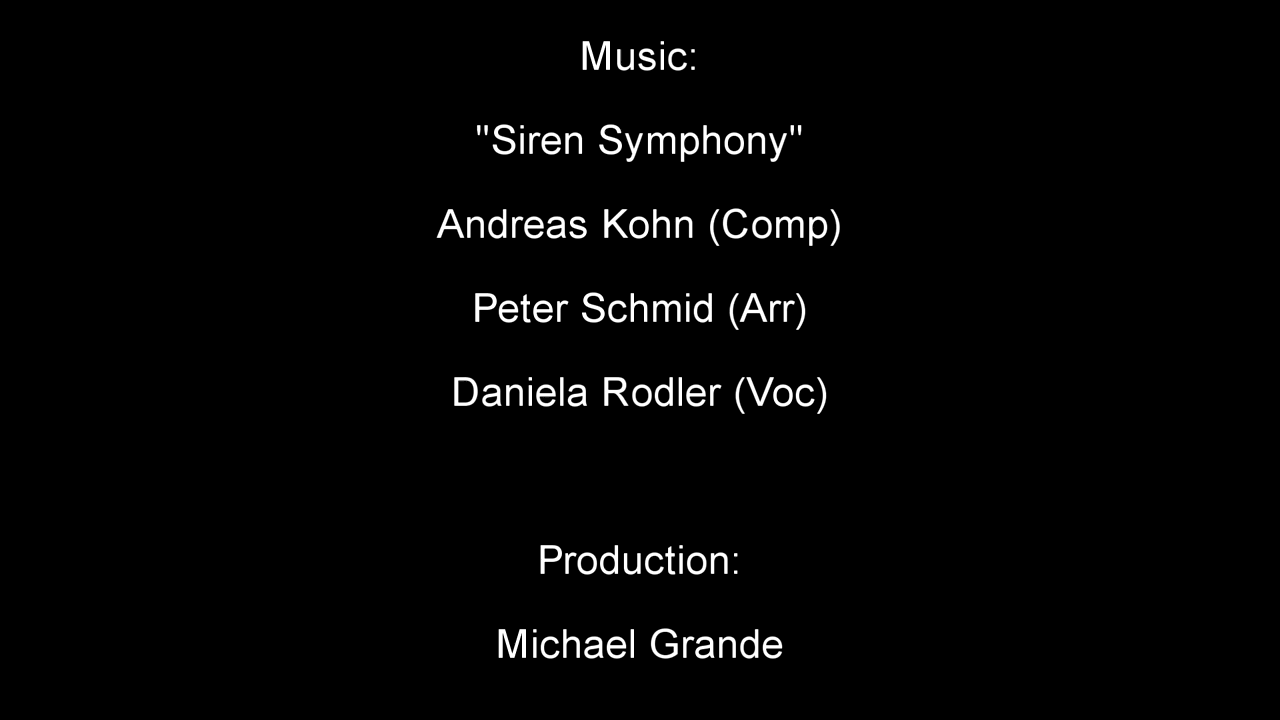 Music:
"Siren Symphony"
Andreas Kohn (Comp)
Peter Schmid (Arr)
Daniela Rodler (Voc)
Production:
Michael Grande